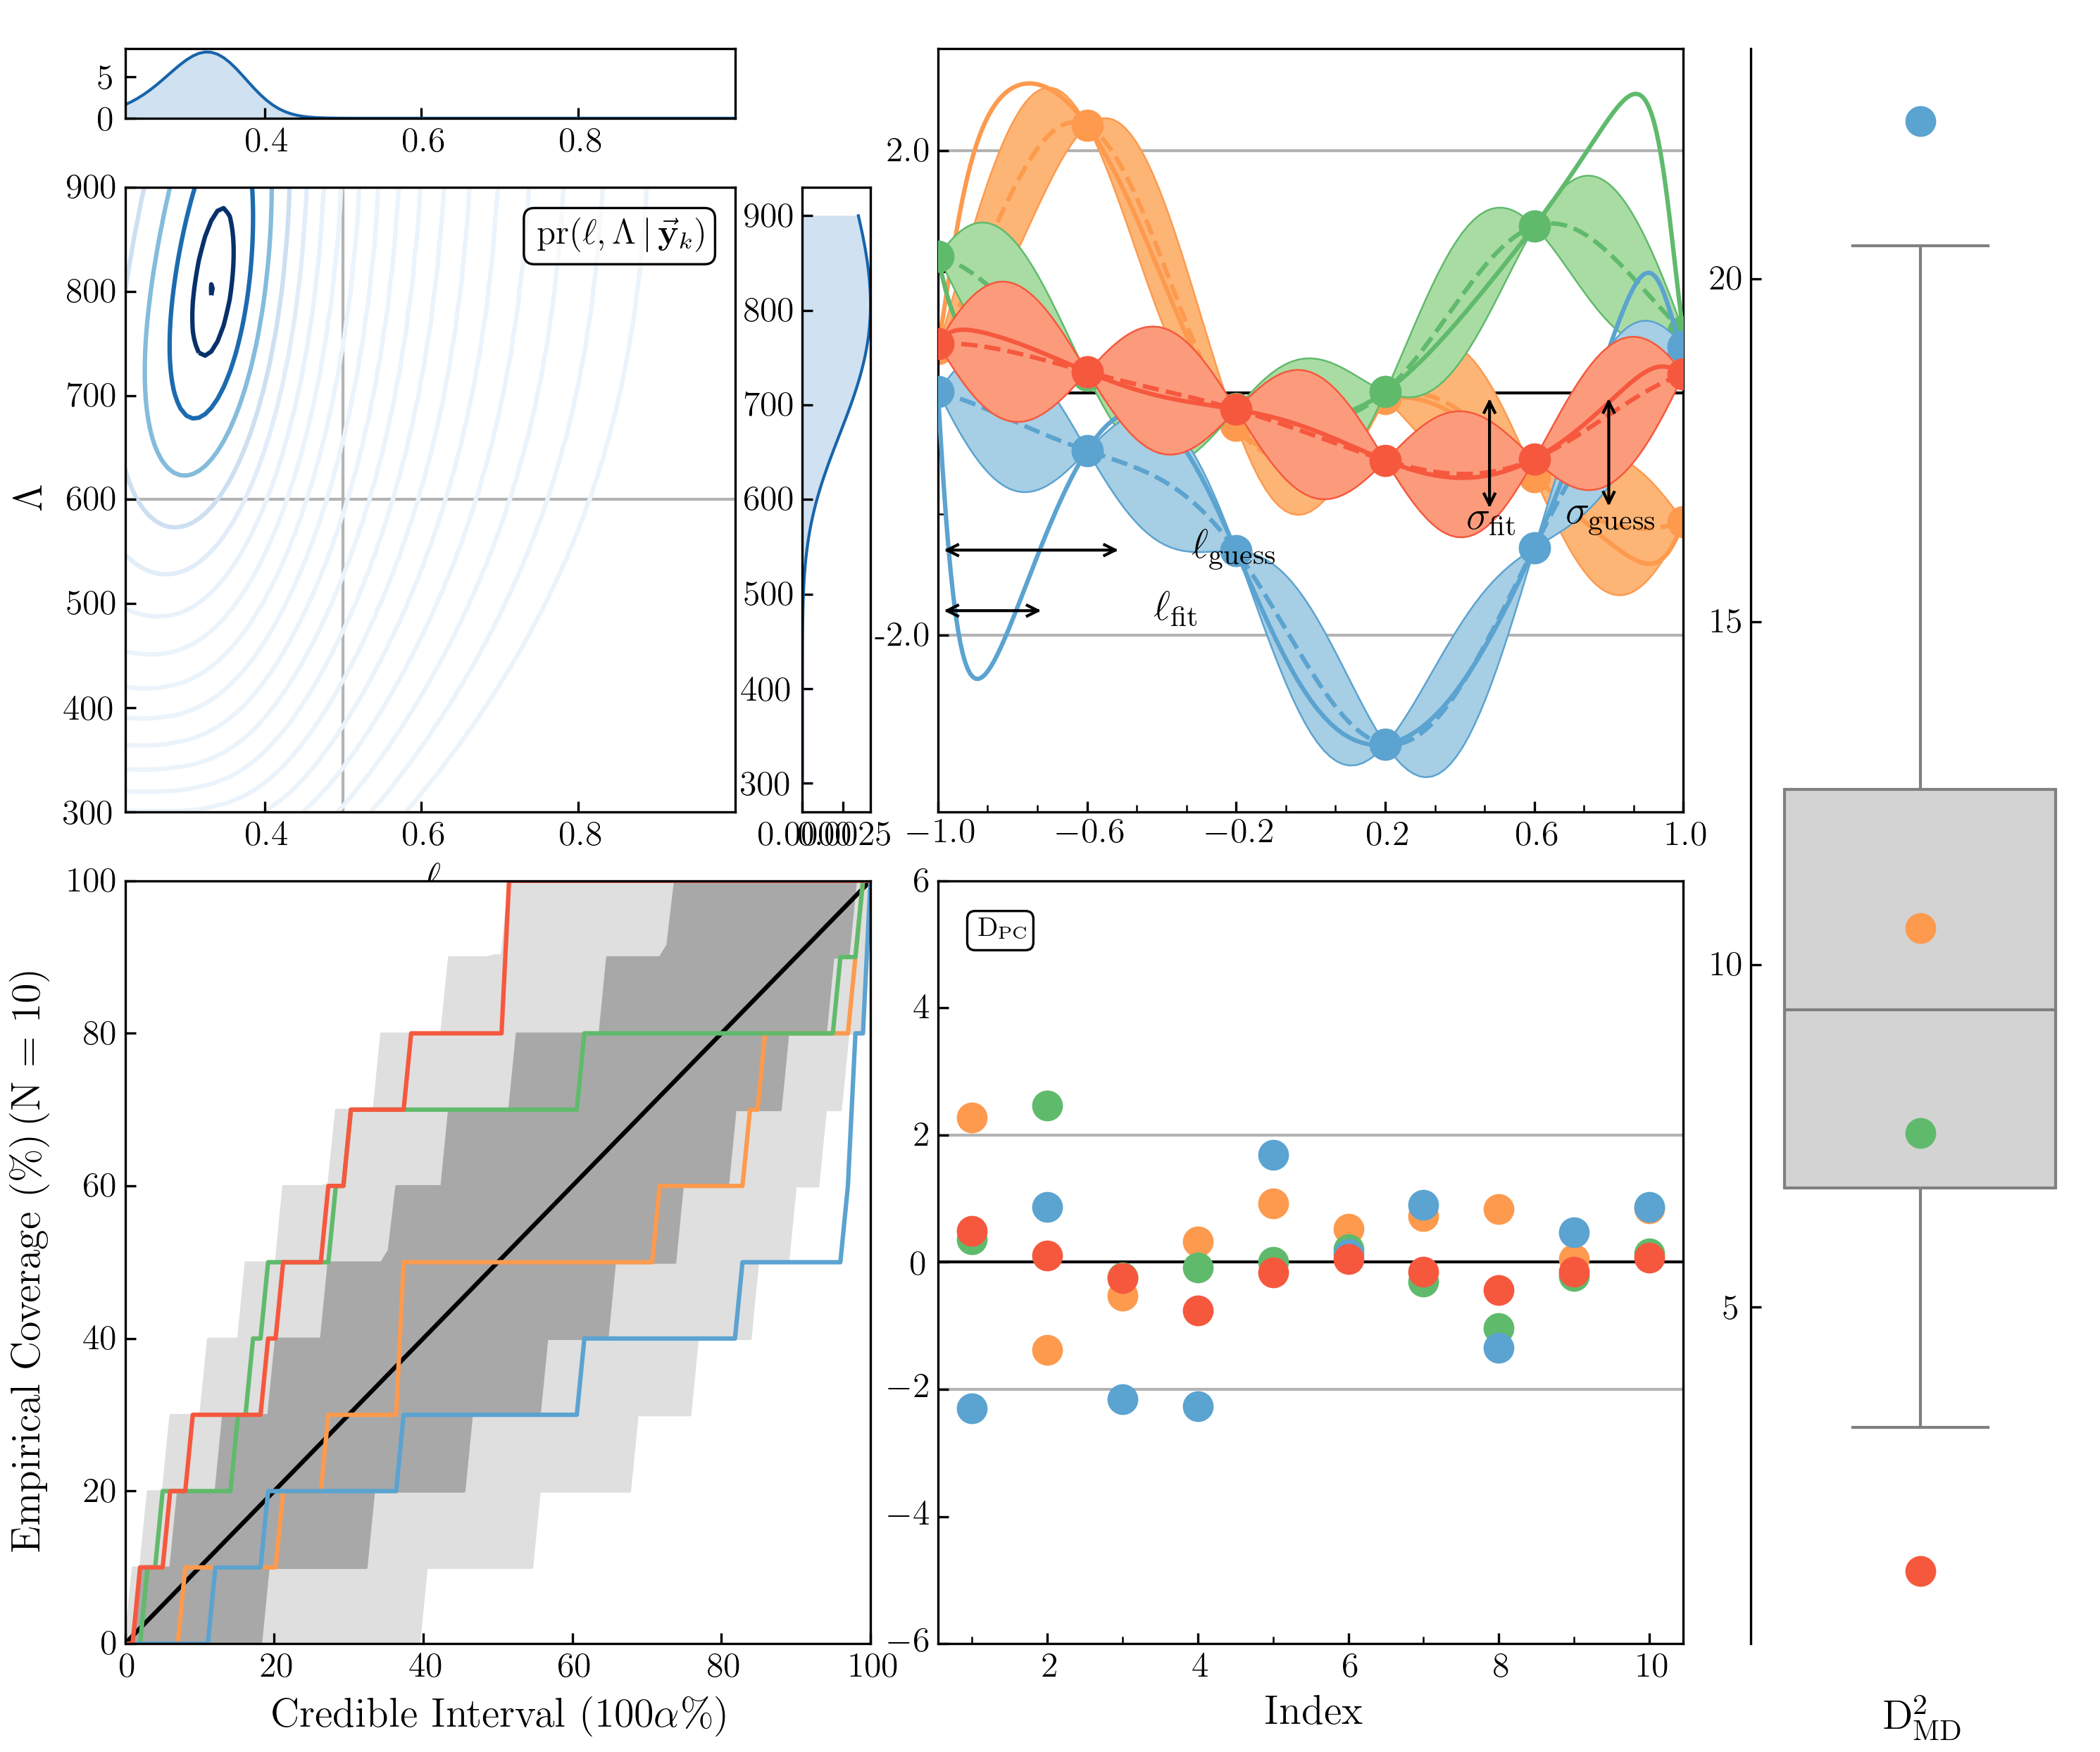 5
0
0.4 0.6 0.8
900
800
700
600
500
400
300
Λ
pr(ℓ, Λ | y⃗ₖ)
0.4 0.6 0.8
ℓ
900
800
700
600
500
400
300
2.0
-2.0
σfit
σguess
ℓguess
ℓfit
−1.0 −0.6 −0.2 0.2 0.6 1.0
20
15
10
5
D²MD
100
80
60
40
20
0
Empirical Coverage (%) (N = 10)
0 20 40 60 80 100
Credible Interval (100α%)
6
4
2
0
−2
−4
−6
DPC
2 4 6 8 10
Index